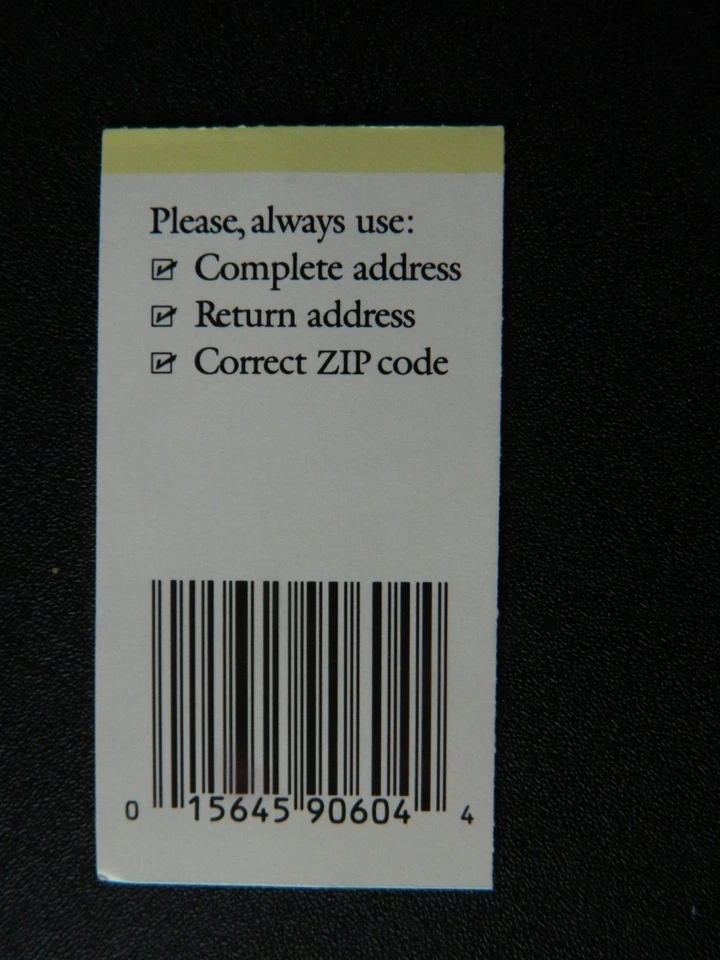 Please, always use:
☑ Complete address
☑ Return address
☑ Correct ZIP code
0 15645 90604 4